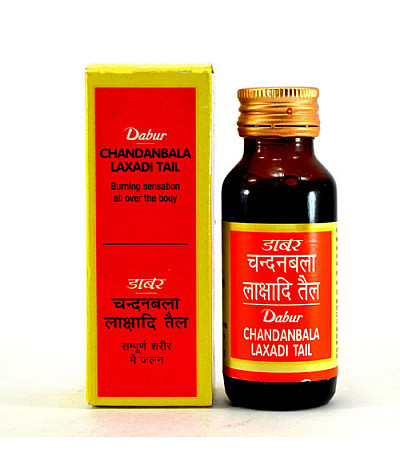 Dabur
CHANDANBALA
LAXADI TAIL
Burning sensation
all over the body
डाबर
चन्दनबला
लाक्षादि तैल
सम्पूर्ण शरीर
में जलन
डाबर
चन्दनबला
लाक्षादि तैल
Dabur
CHANDANBALA
LAXADI TAIL